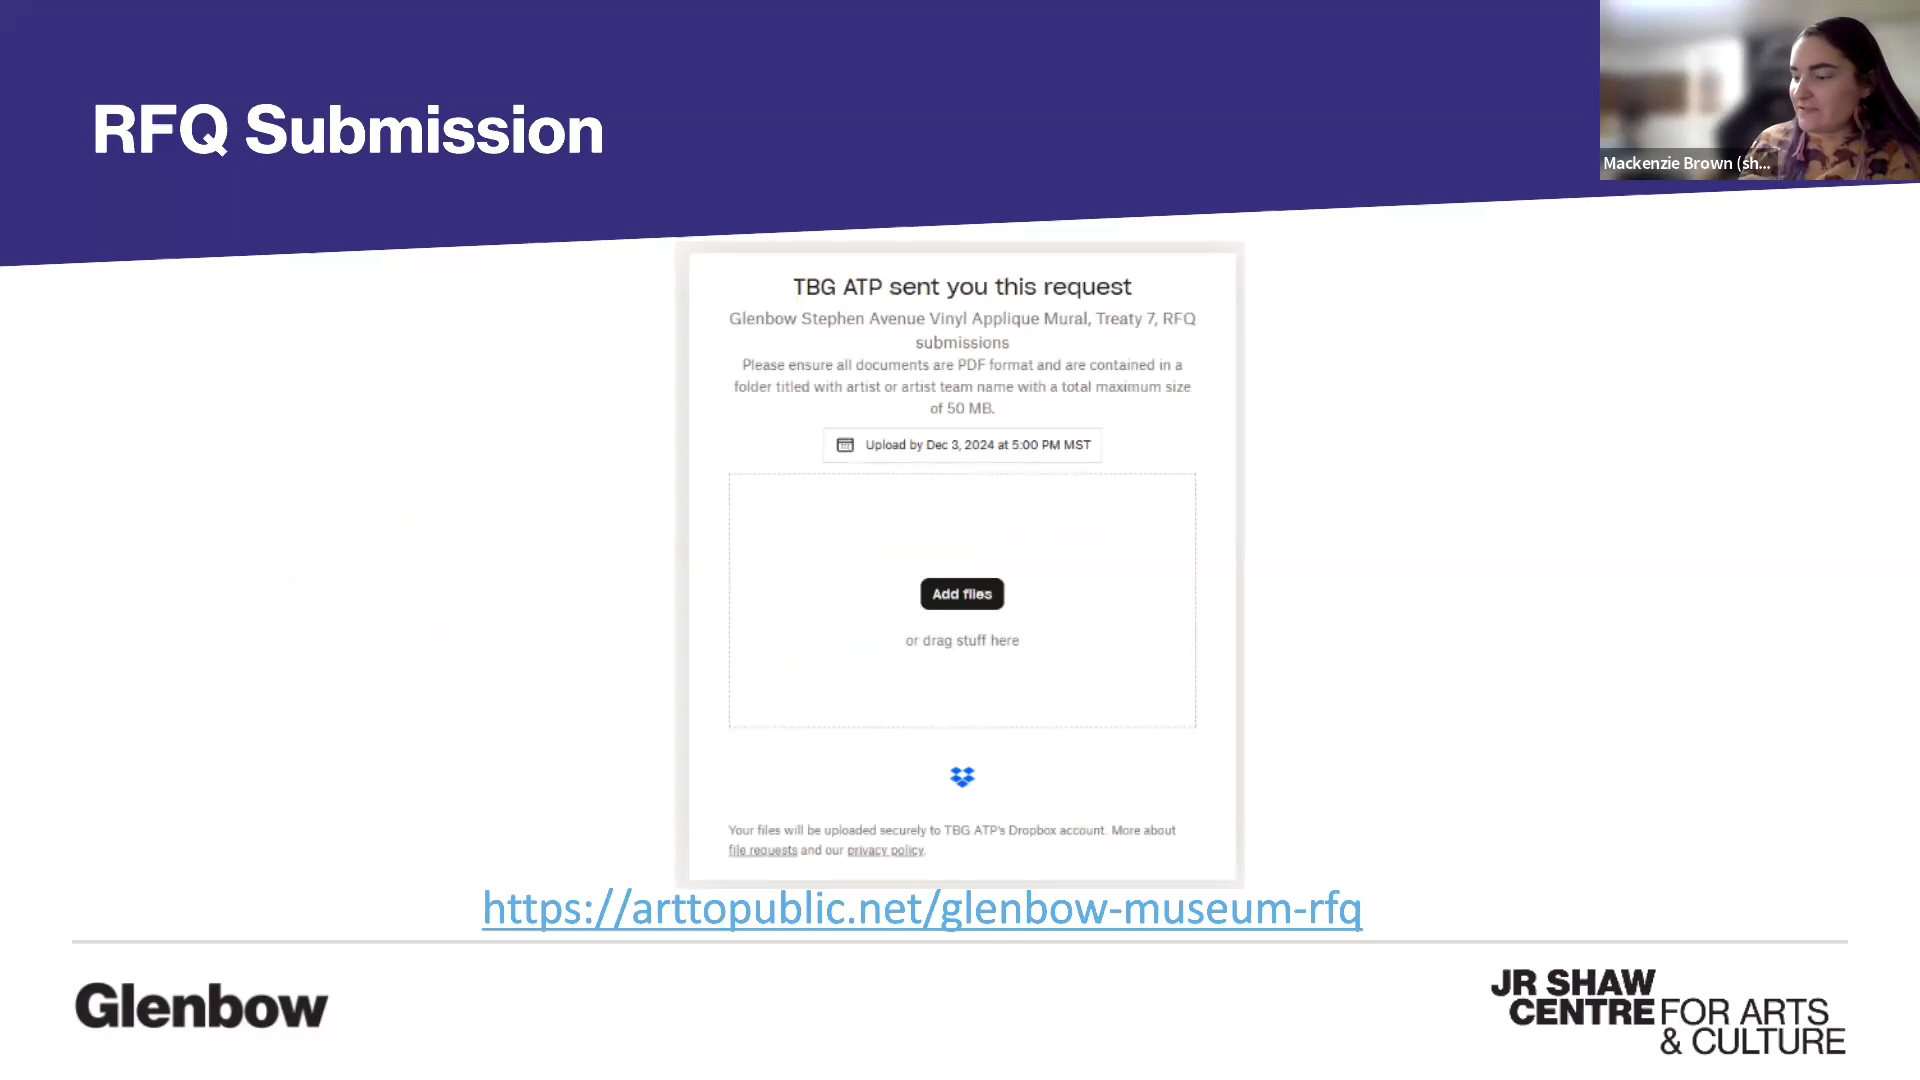 RFQ Submission
Mackenzie Brown (sh...
TBG ATP sent you this request
Glenbow Stephen Avenue Vinyl Applique Mural, Treaty 7, RFQ
submissions
Please ensure all documents are PDF format and are contained in a
folder titled with artist or artist team name with a total maximum size
of 50 MB.
Upload by Dec 3, 2024 at 5:00 PM MST
Add files
or drag stuff here
Your files will be uploaded securely to TBG ATP's Dropbox account. More about
file requests and our privacy policy.
https://arttopublic.net/glenbow-museum-rfq
Glenbow
JR SHAW
CENTRE FOR ARTS
& CULTURE